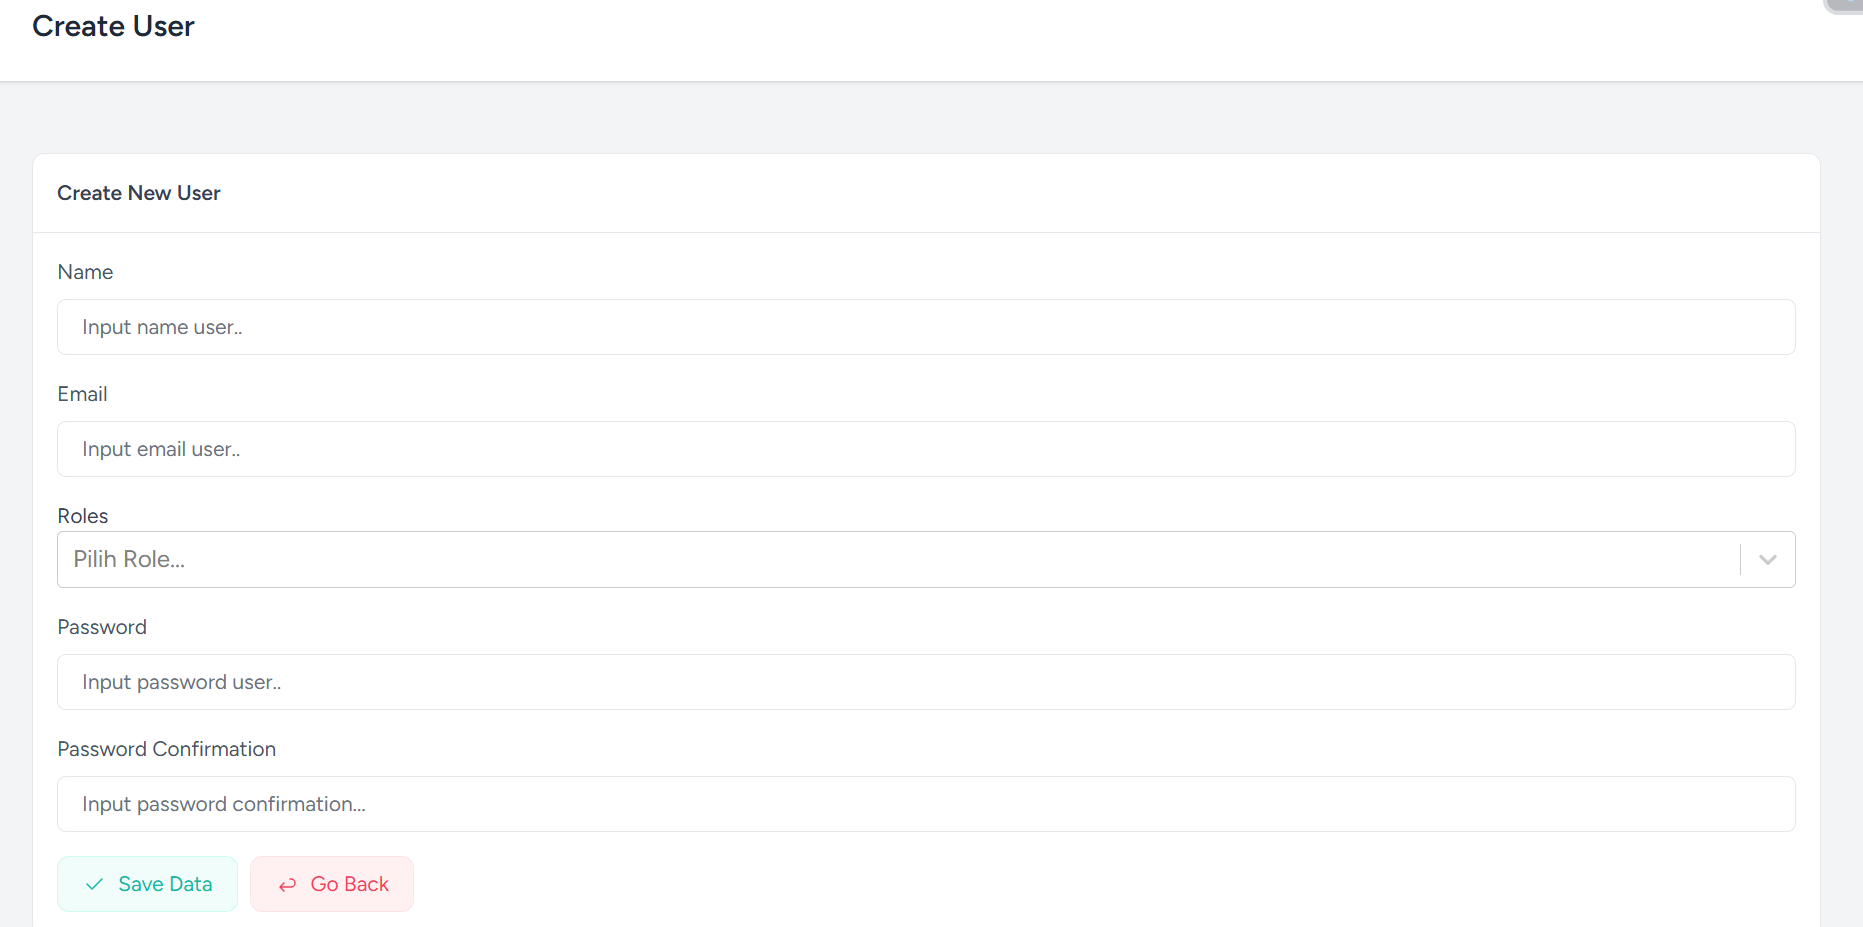 Create User
Create New User
Name
Input name user..
Email
Input email user..
Roles
Pilih Role...
Password
Input password user..
Password Confirmation
Input password confirmation...
Save Data
Go Back